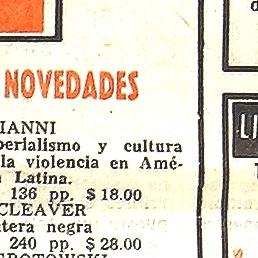 NOVEDADES
IANNI
perialismo y cultura
la violencia en Amé-
Latina.
136 pp. $ 18.00
CLEAVER
tera negra
240 pp. $ 28.00